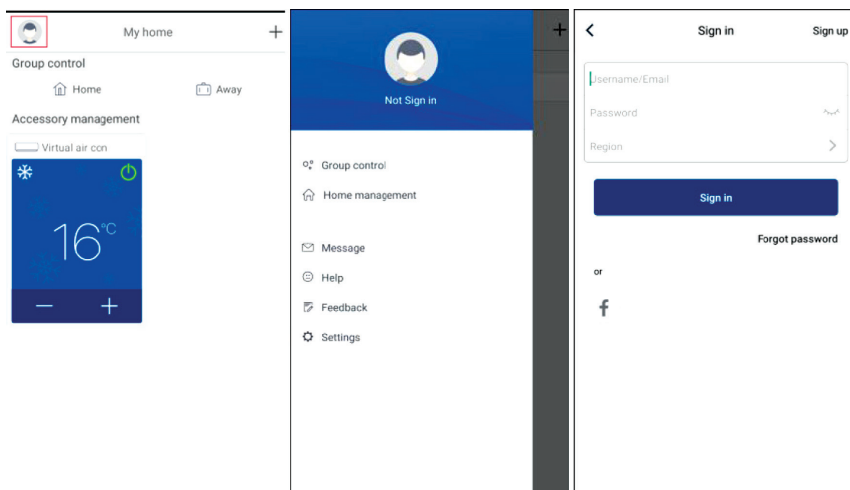 My home
+
Group control
Home
Away
Accessory management
Virtual air con
16°C
− +
Not Sign in
Group control
Home management
Message
Help
Feedback
Settings
+
Sign in
Sign up
Username/Email
Password
Region
Sign in
Forgot password
or
f